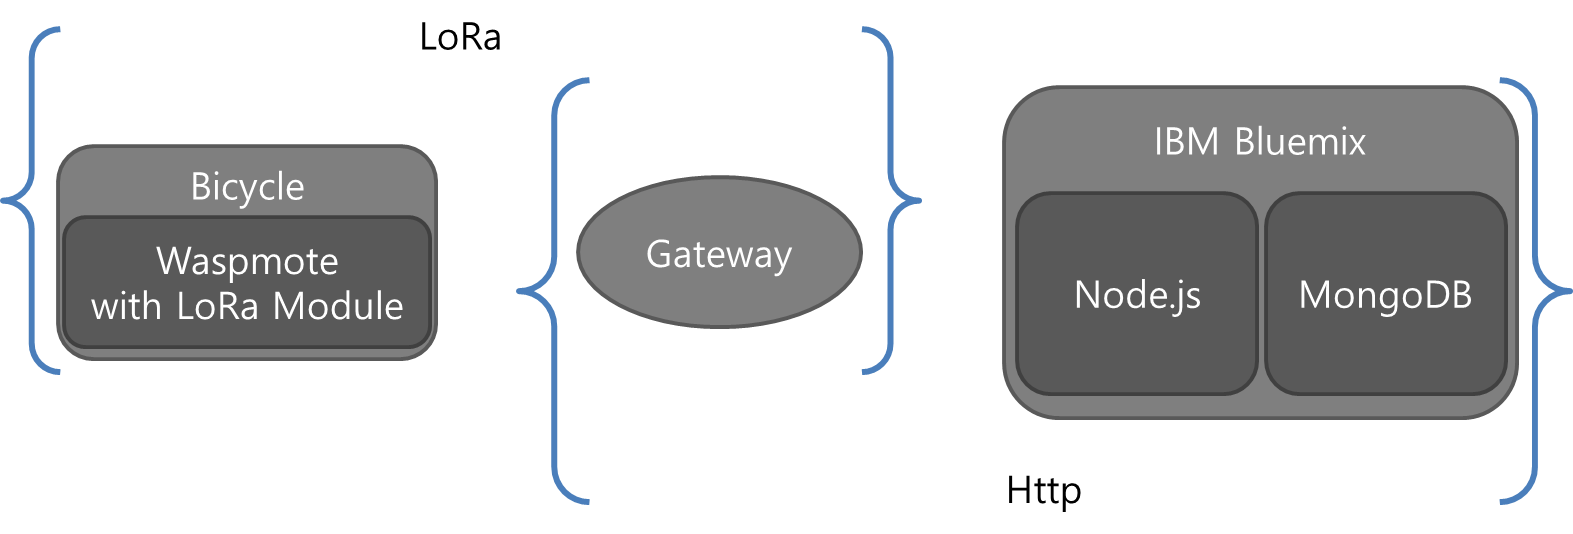 LoRa
Bicycle
Waspmote
with LoRa Module
Gateway
IBM Bluemix
Node.js
MongoDB
Http